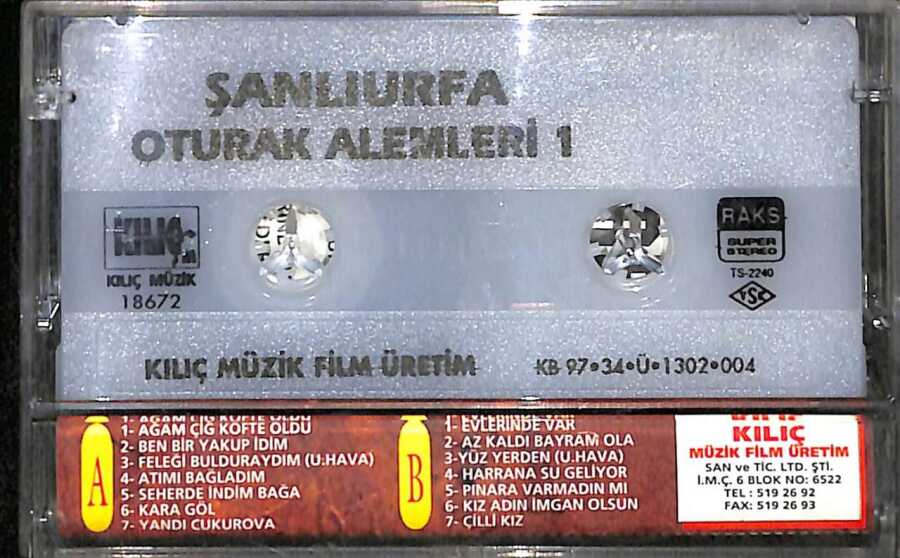 ŞANLIURFA
OTURAK ALEMLERİ 1
KILIÇ
KILIÇ MÜZİK
18672
RAKS
SUPER
STEREO
TS-2240
KILIÇ MÜZİK FİLM ÜRETİM KB 97•34•Ü•1302•004
A
1- AĞAM ÇİĞ KÖFTE OLDU
2- BEN BİR YAKUP İDİM
3- FELEĞİ BULDURAYDIM (U.HAVA)
4- ATIMI BAĞLADIM
5- SEHERDE İNDİM BAĞA
6- KARA GÖL
7- YANDI ÇUKUROVA
B
1- EVLERİNDE VAR
2- AZ KALDI BAYRAM OLA
3-YÜZ YERDEN (U.HAVA)
4- HARRANA SU GELİYOR
5- PINARA VARMADIN MI
6- KIZ ADIN İMGAN OLSUN
7- ÇİLLİ KIZ
KILIÇ
MÜZİK FİLM ÜRETİM
SAN ve TİC. LTD. ŞTİ.
İ.M.Ç. 6 BLOK NO: 6522
TEL : 519 26 92
FAX: 519 26 93